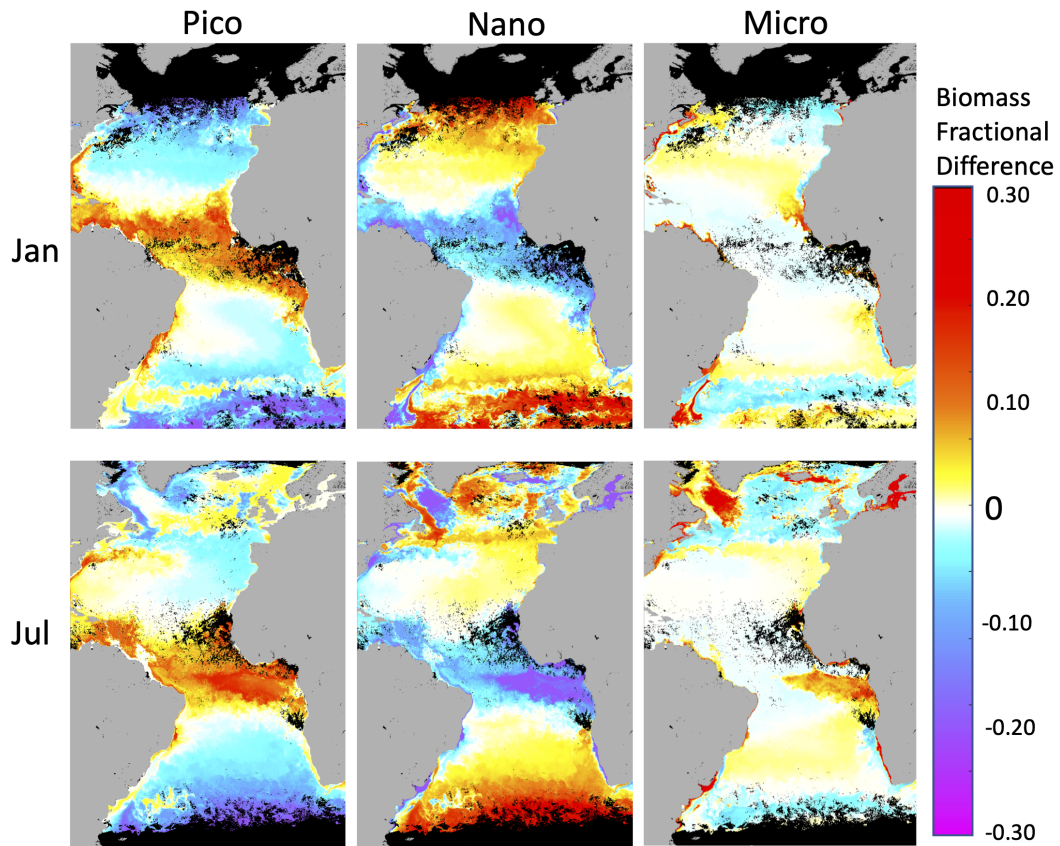 Pico Nano Micro
Biomass
Fractional
Difference
0.30
Jan
0.20
0.10
0
-0.10
Jul
-0.20
-0.30